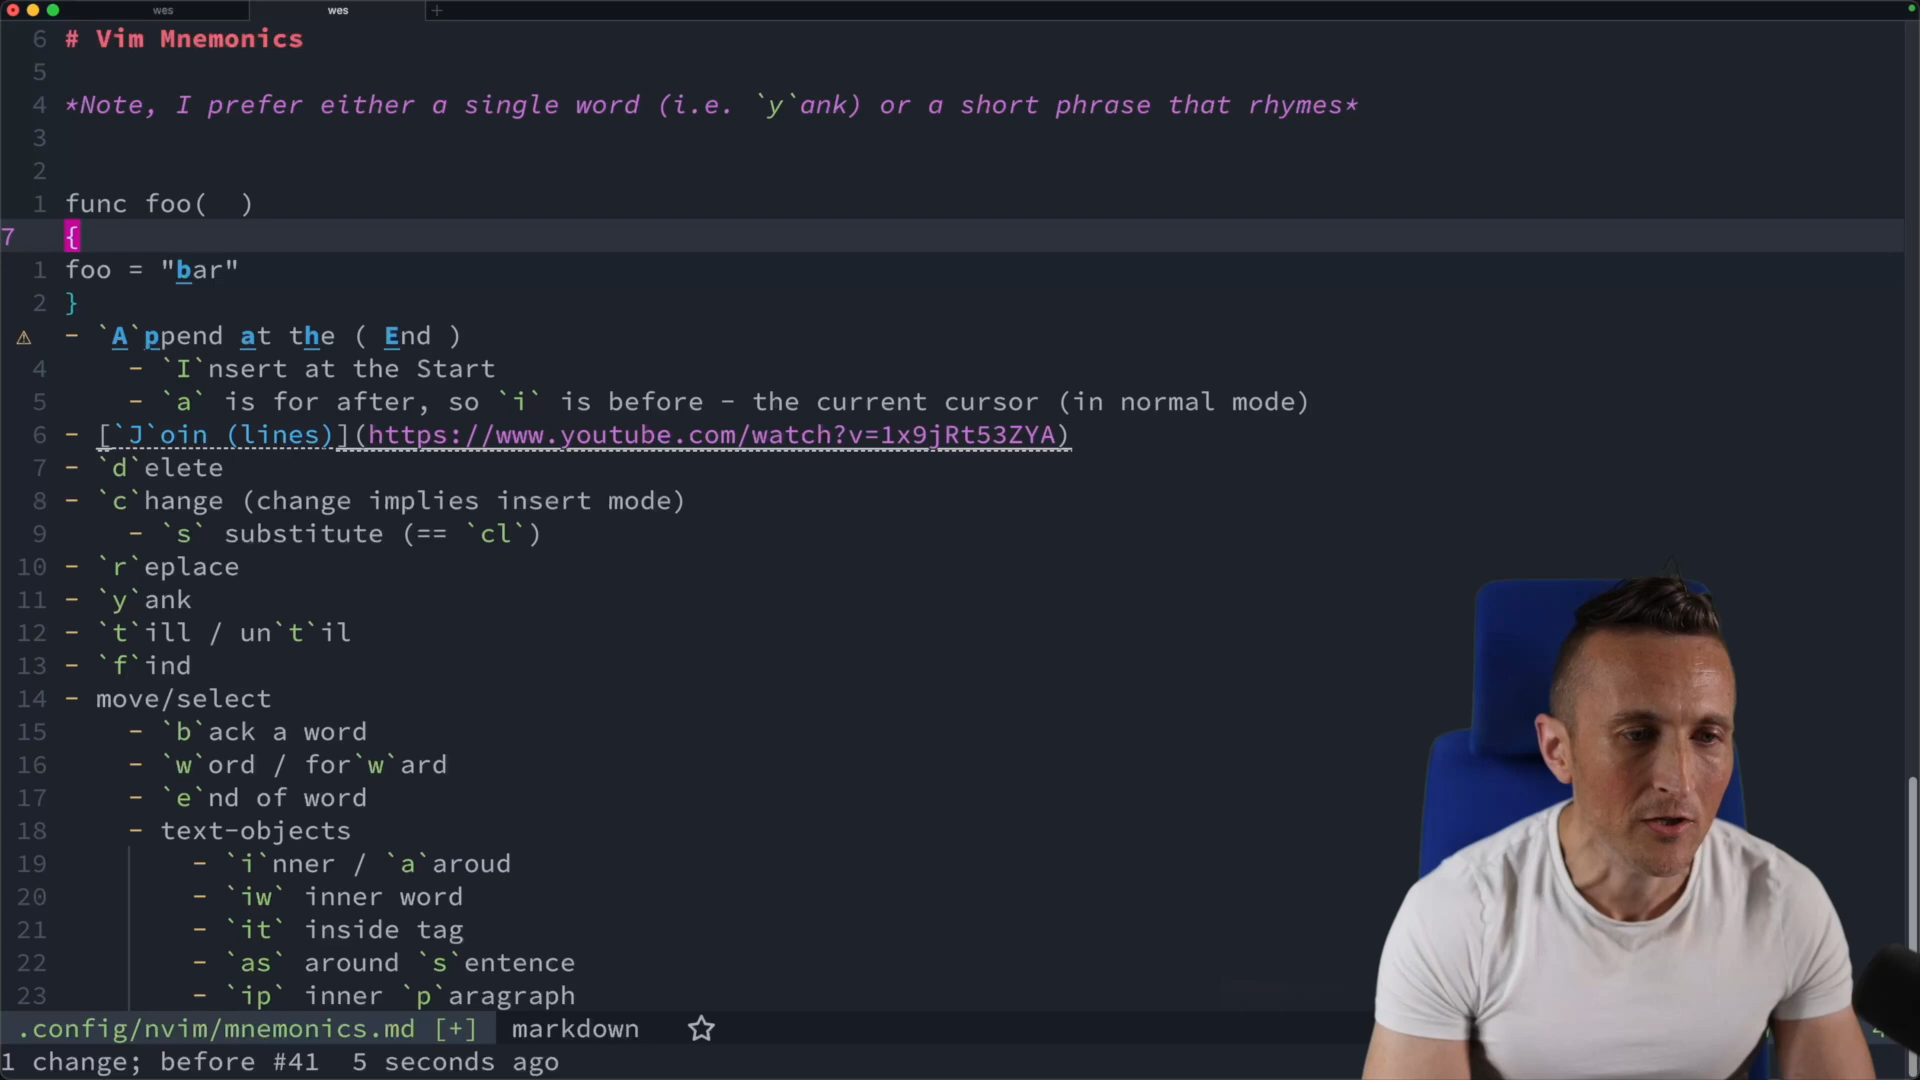 wes
wes
6 # Vim Mnemonics
5
4 *Note, I prefer either a single word (i.e. `y`ank) or a short phrase that rhymes*
3
2
1 func foo(  )
7 {
1 foo = "bar"
2 }
⚠ - `A`ppend at the ( End )
4 - `I`nsert at the Start
5 - `a` is for after, so `i` is before - the current cursor (in normal mode)
6 - [`J`oin (lines)](https://www.youtube.com/watch?v=1x9jRt53ZYA)
7 - `d`elete
8 - `c`hange (change implies insert mode)
9 - `s` substitute (== `cl`)
10 - `r`eplace
11 - `y`ank
12 - `t`ill / un`t`il
13 - `f`ind
14 - move/select
15 - `b`ack a word
16 - `w`ord / for`w`ard
17 - `e`nd of word
18 - text-objects
19 - `i`nner / `a`aroud
20 - `iw` inner word
21 - `it` inside tag
22 - `as` around `s`entence
23 - `ip` inner `p`aragraph
.config/nvim/mnemonics.md [+] markdown ☆
1 change; before #41 5 seconds ago